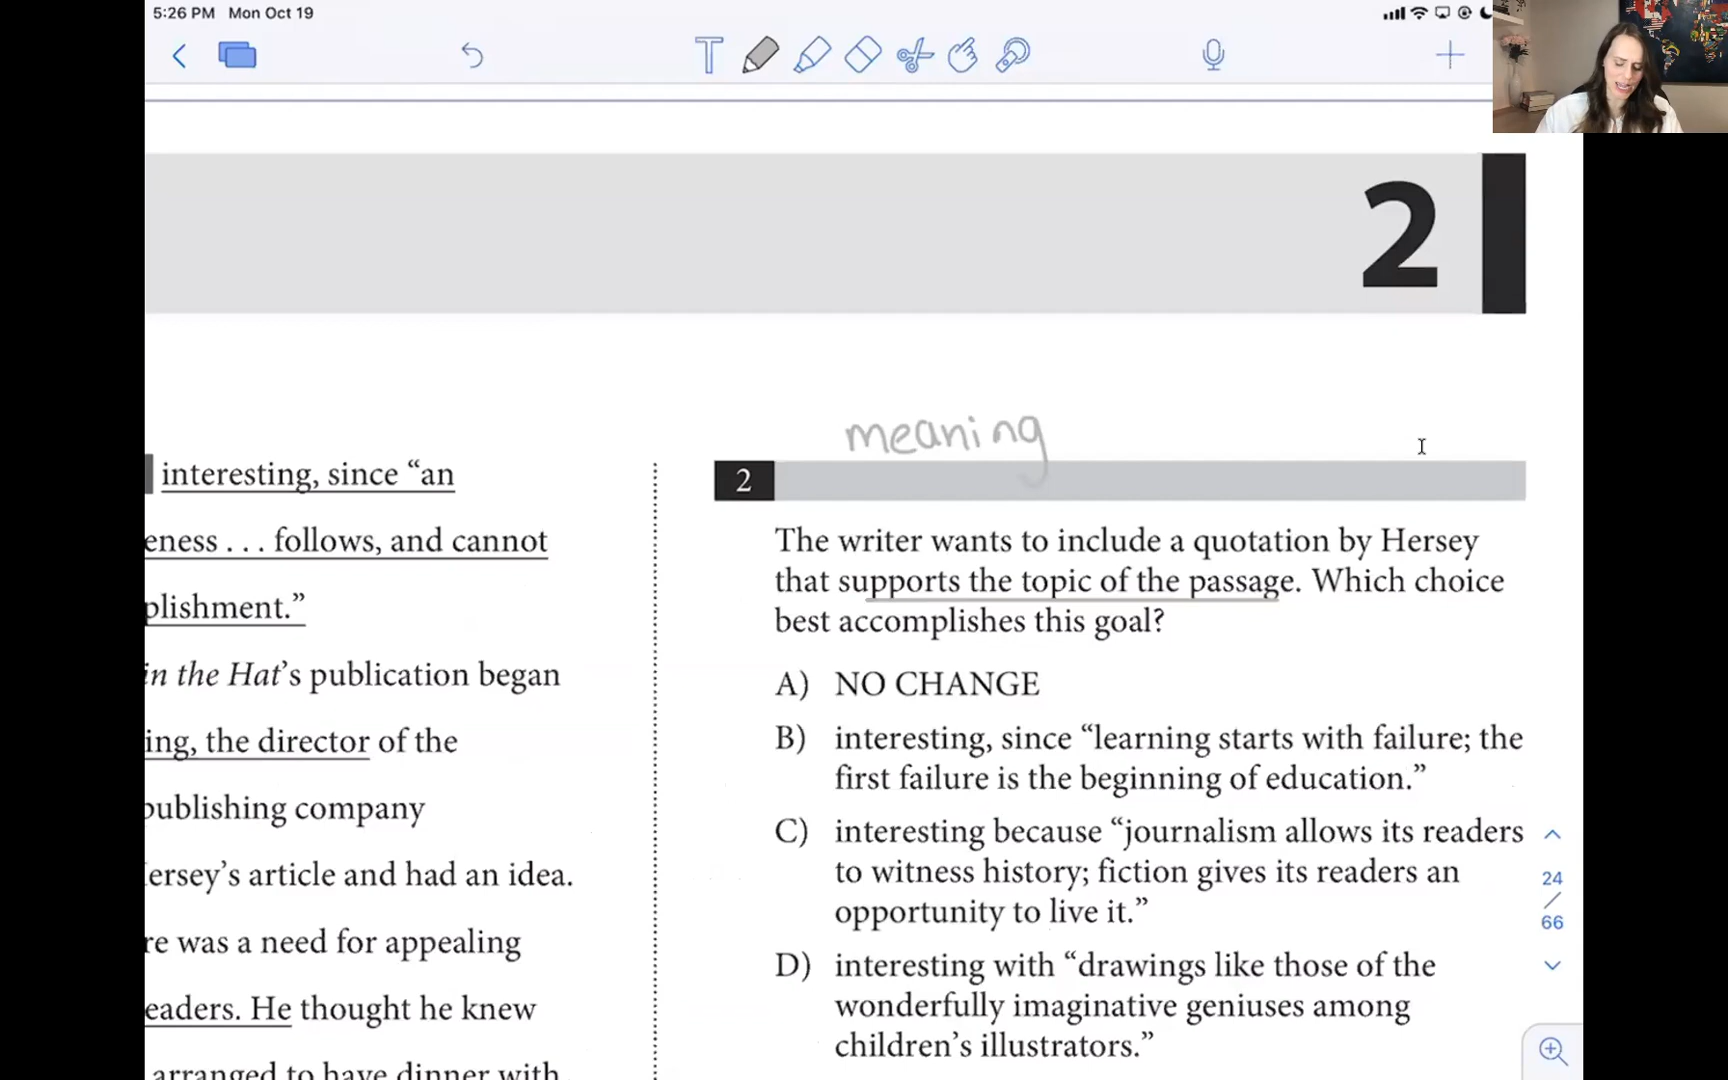 5:26 PM Mon Oct 19
2
meaning
interesting, since “an
eness . . . follows, and cannot
plishment.”
in the Hat’s publication began
ing, the director of the
publishing company
ersey’s article and had an idea.
re was a need for appealing
eaders. He thought he knew
arranged to have dinner with
2
The writer wants to include a quotation by Hersey
that supports the topic of the passage. Which choice
best accomplishes this goal?
A) NO CHANGE
B) interesting, since “learning starts with failure; the
first failure is the beginning of education.”
C) interesting because “journalism allows its readers
to witness history; fiction gives its readers an
opportunity to live it.”
D) interesting with “drawings like those of the
wonderfully imaginative geniuses among
children’s illustrators.”
24
/
66